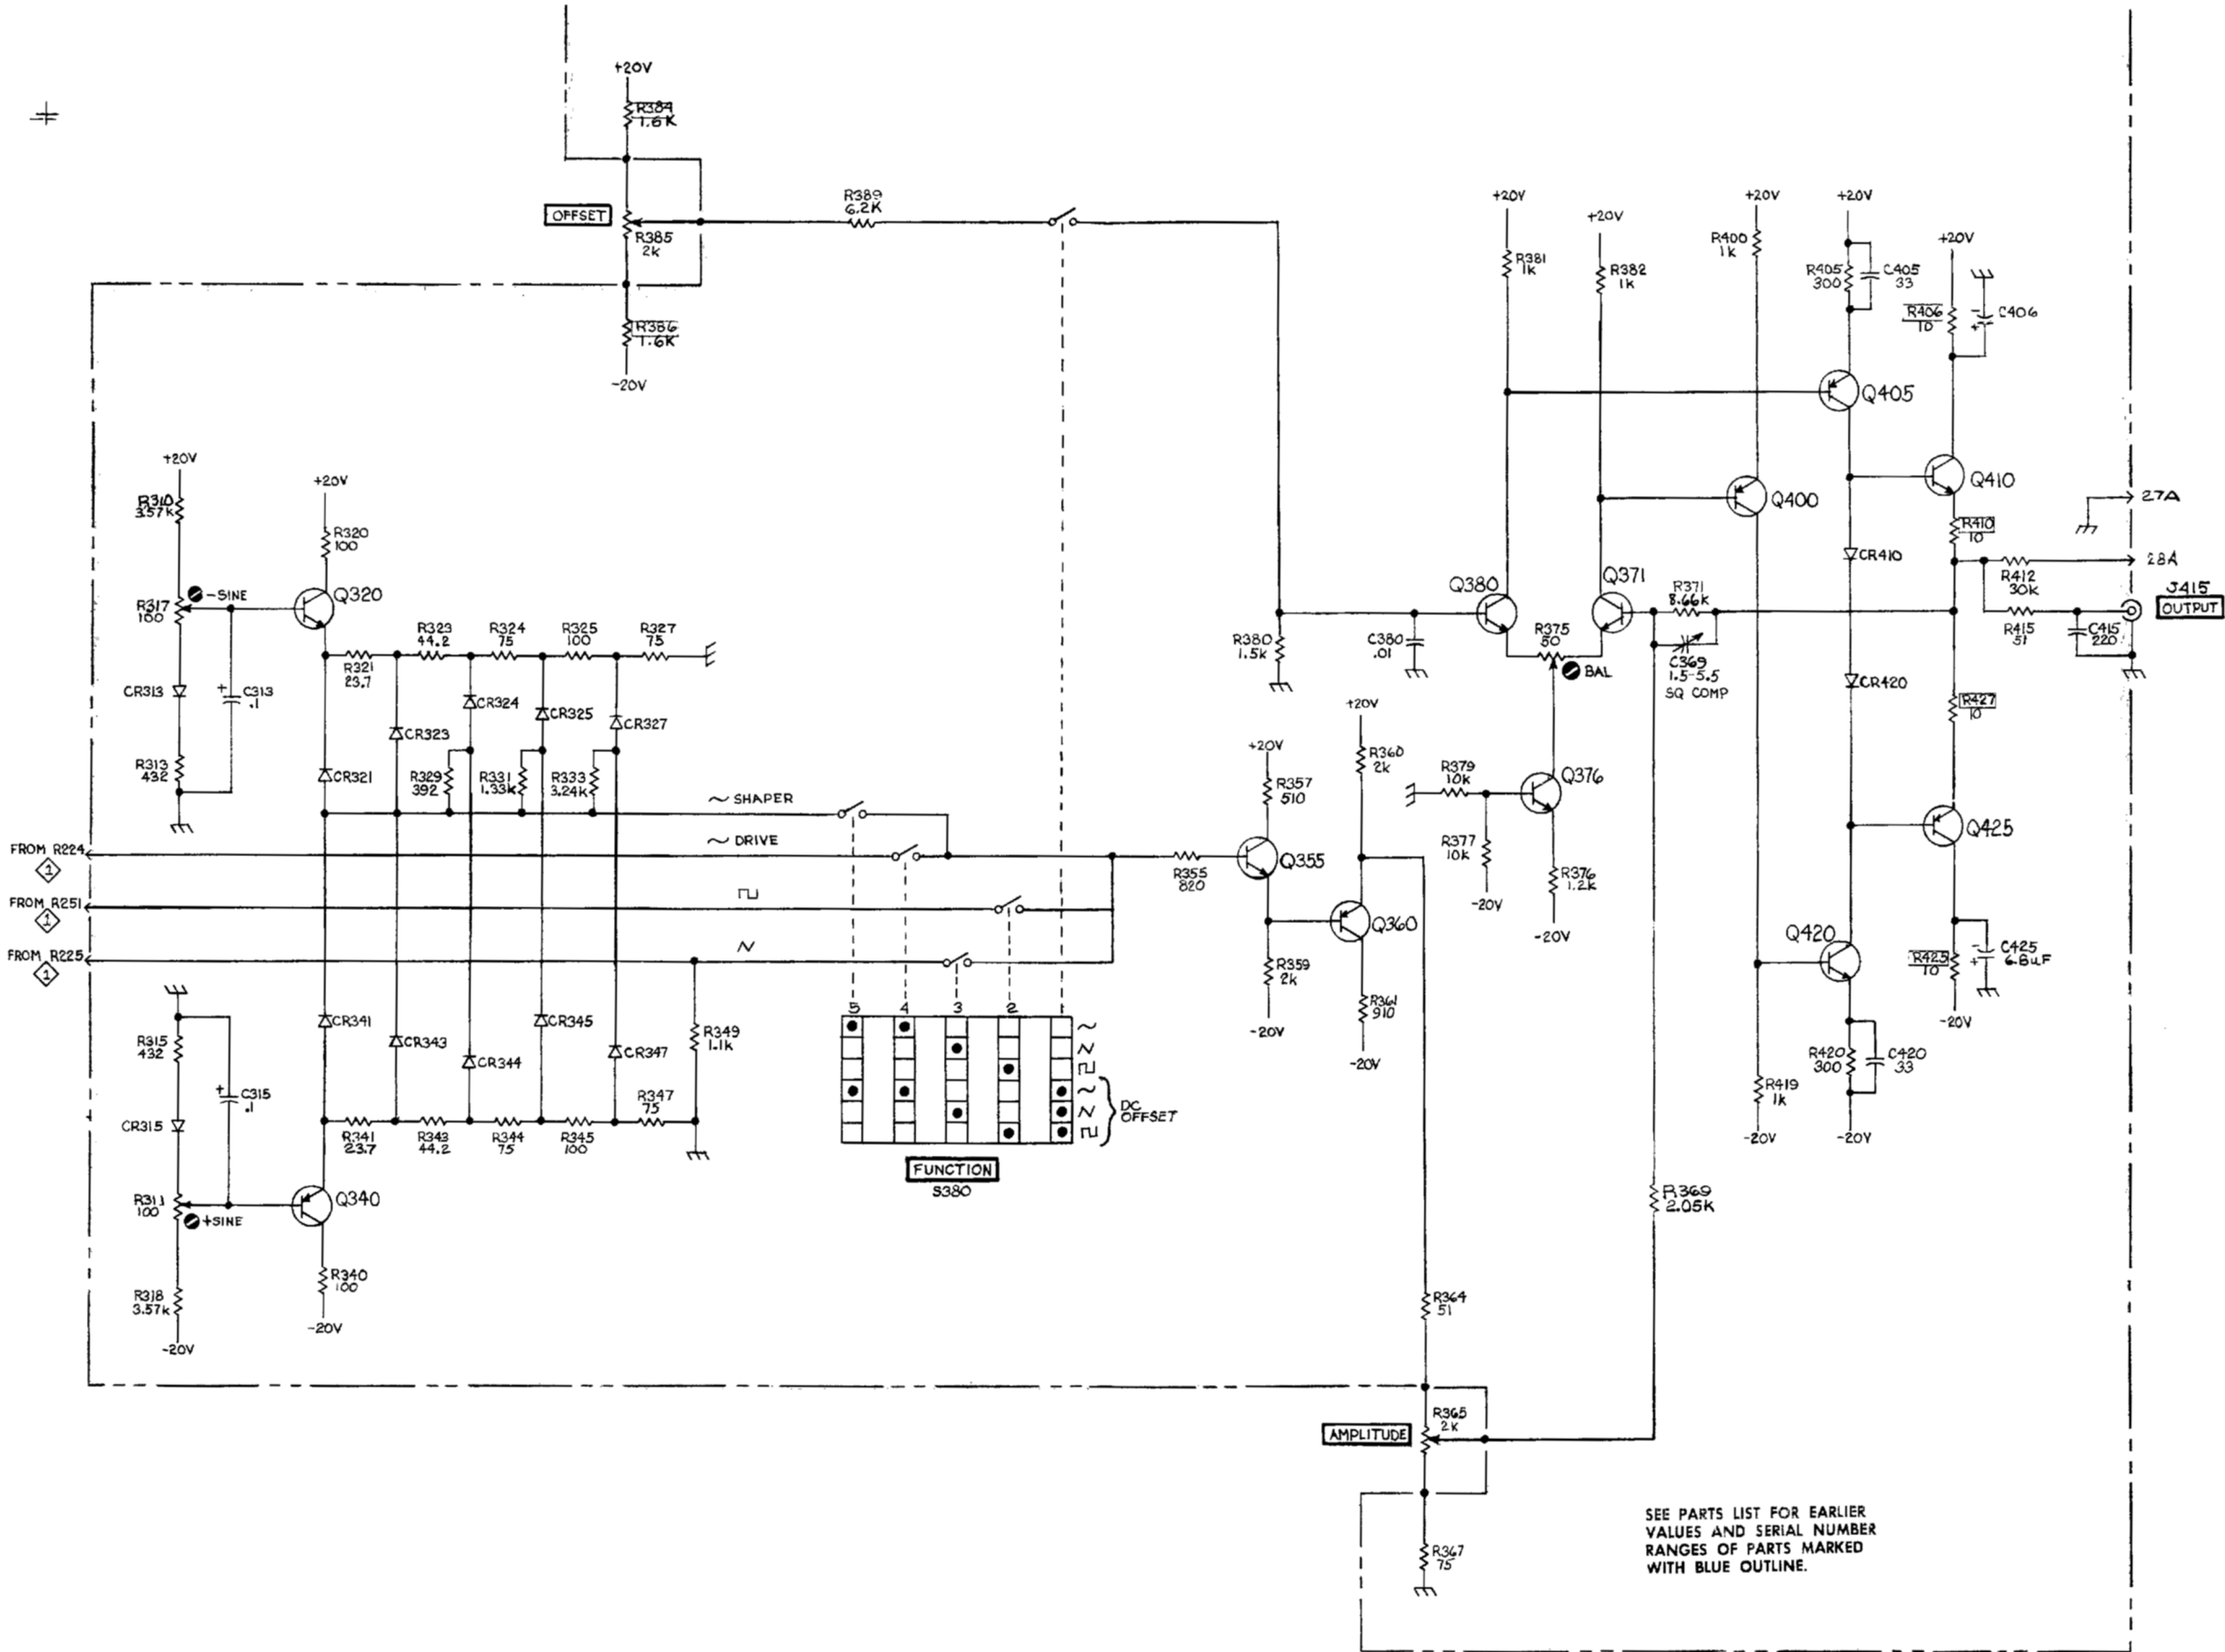 +20V
R384
1.6K
OFFSET
R385
2K
R386
1.6K
-20V
R389
6.2K
+20V
R310
3.57K
-SINE
R317
100
CR313
C313
.1
R313
432
+20V
R320
100
Q320
R321
23.7
R323
44.2
R324
75
R325
100
R327
75
CR321
CR323
CR324
CR325
CR327
R329
392
R331
1.33K
R333
3.24K
~ SHAPER
~ DRIVE
FROM R224
1
FROM R251
1
FROM R225
1
R315
432
C315
.1
CR315
R311
100
+SINE
R318
3.57K
-20V
Q340
R340
100
-20V
CR341
CR343
CR344
CR345
CR347
R341
23.7
R343
44.2
R344
75
R345
100
R347
75
R349
1.1K
5 4 3 2 1
DC
OFFSET
FUNCTION
S380
R355
820
+20V
R357
510
Q355
R359
2K
-20V
+20V
R360
2K
Q360
R361
910
-20V
R380
1.5K
C380
.01
+20V
R381
1K
+20V
R382
1K
Q380
Q371
R375
50
BAL
R371
8.66K
C369
1.5-5.5
SQ COMP
R379
10K
R377
10K
-20V
Q376
R376
1.2K
-20V
+20V
R400
1K
Q400
R419
1K
-20V
+20V
R405
300
C405
33
Q405
+20V
R406
10
C406
Q410
R410
10
CR410
CR420
R412
30K
R415
51
C415
220
27A
28A
J415
OUTPUT
R427
10
Q425
R425
10
C425
6.8uF
-20V
Q420
R420
300
C420
33
-20V
R369
2.05K
R364
51
R365
2K
AMPLITUDE
R367
75
SEE PARTS LIST FOR EARLIER
VALUES AND SERIAL NUMBER
RANGES OF PARTS MARKED
WITH BLUE OUTLINE.